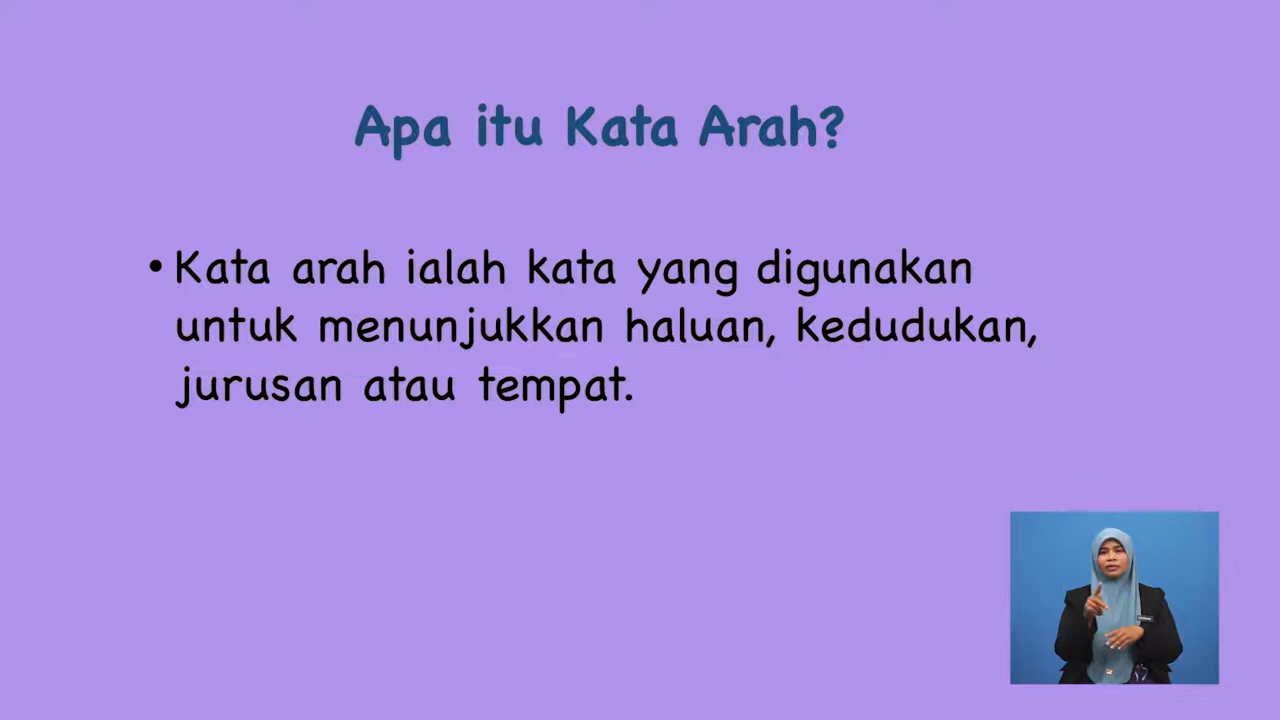 Apa itu Kata Arah?
• Kata arah ialah kata yang digunakan
untuk menunjukkan haluan, kedudukan,
jurusan atau tempat.